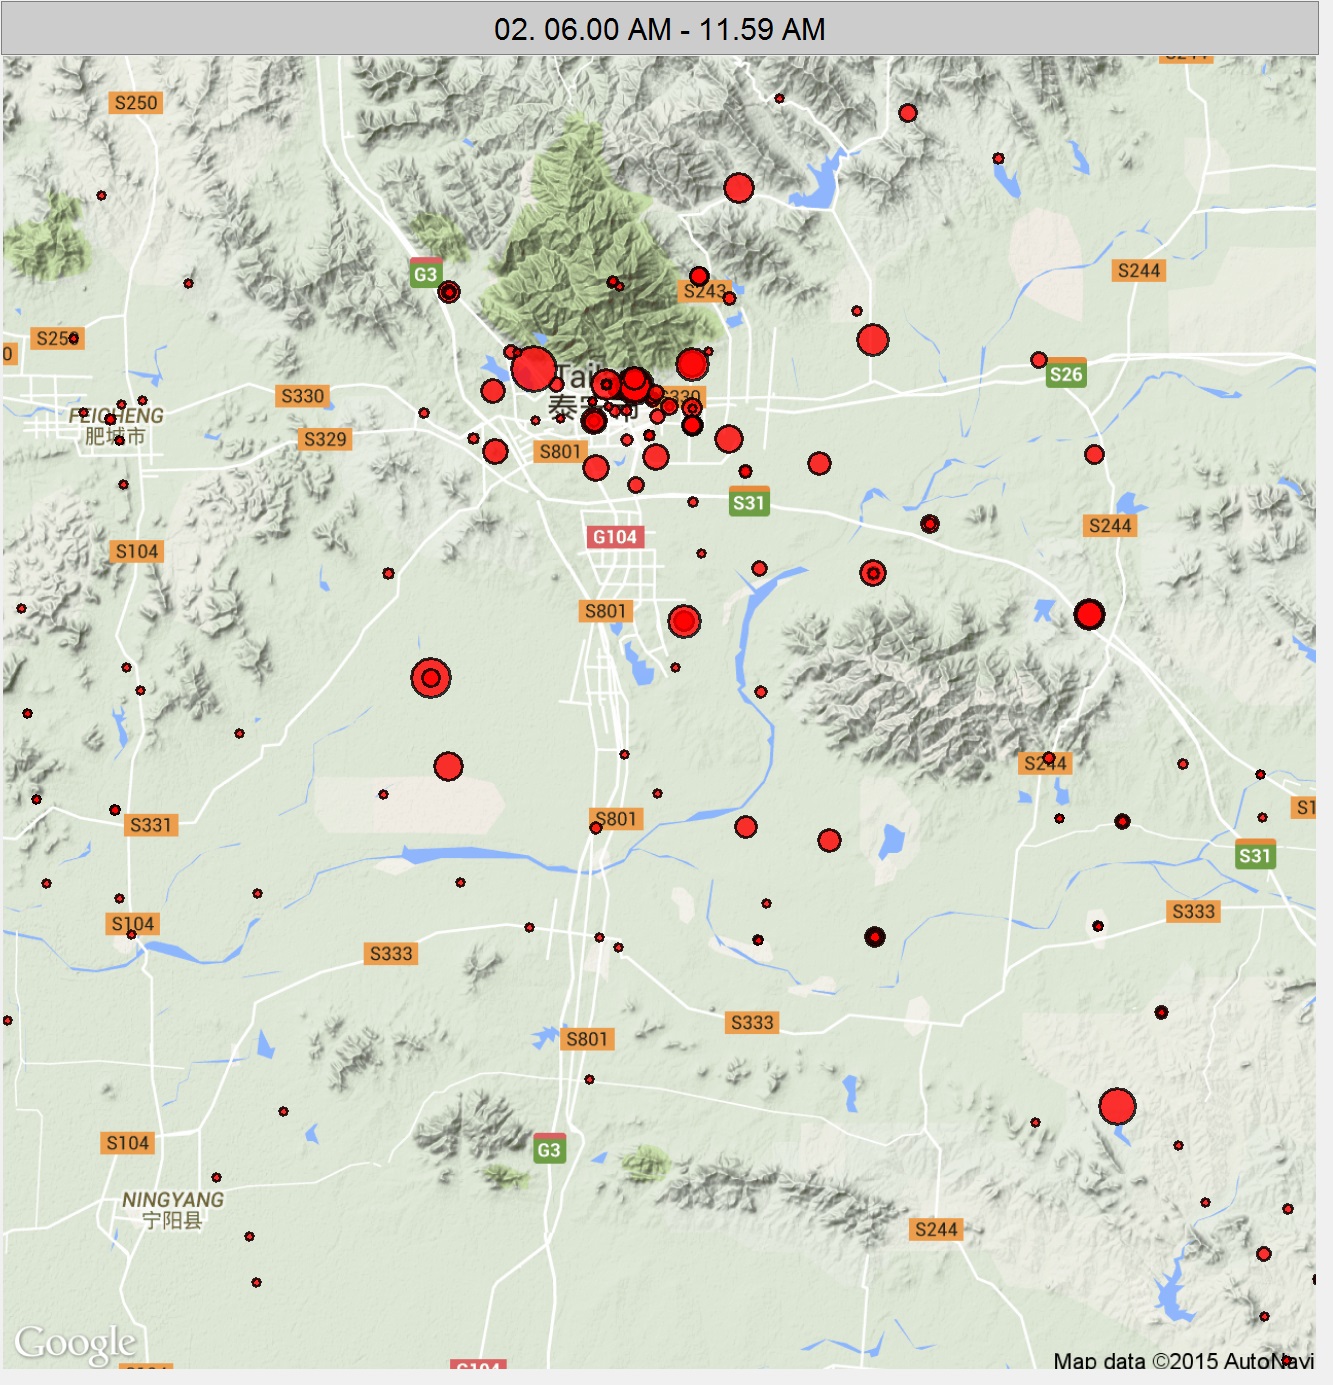 02. 06.00 AM - 11.59 AM
S250
G3
S244
S243
S26
S330
FEICHENG
肥城市
S329
S801
S31
S244
G104
S104
S801
S244
S331
S801
S31
S104
S333
S333
S333
S801
S104
G3
NINGYANG
宁阳县
S244
Google
Map data ©2015 AutoNavi